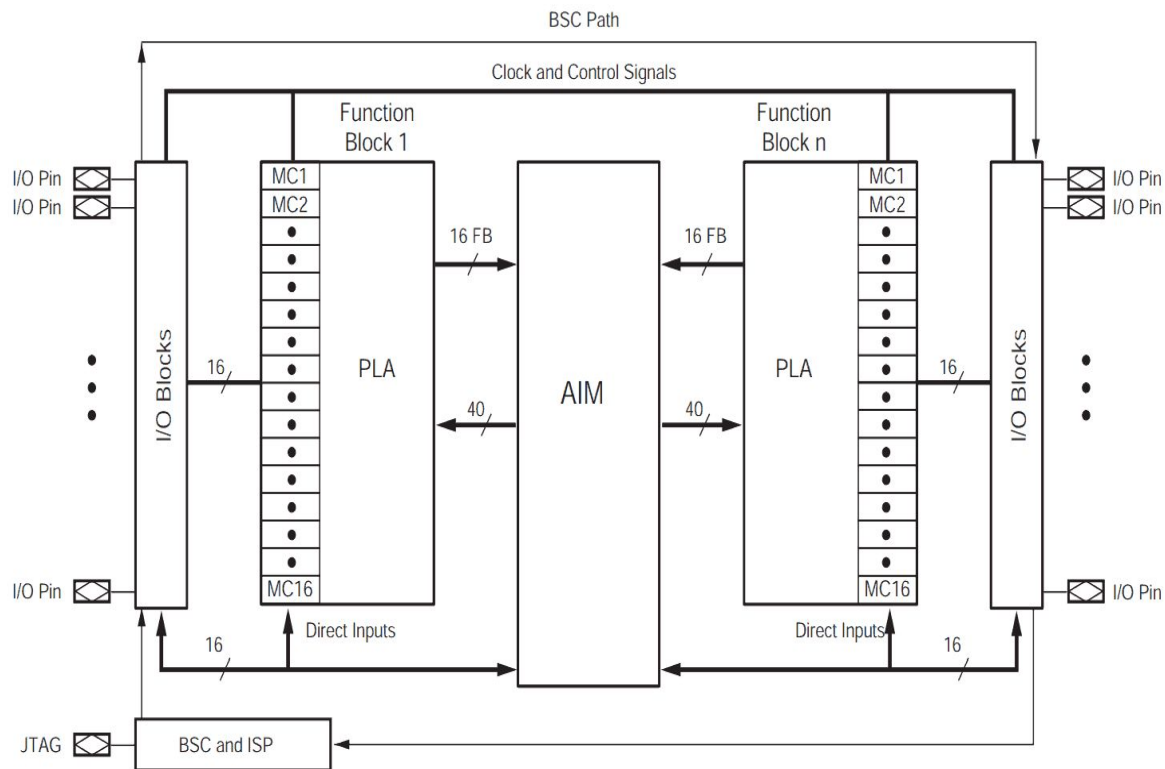 BSC Path
Clock and Control Signals
Function
Block 1
Function
Block n
I/O Pin
I/O Pin
MC1
MC2
MC1
MC2
I/O Pin
I/O Pin
16 FB
16 FB
I/O Blocks
16
PLA
AIM
PLA
16
I/O Blocks
40
40
I/O Pin
MC16
MC16
I/O Pin
Direct Inputs
Direct Inputs
16
16
JTAG
BSC and ISP